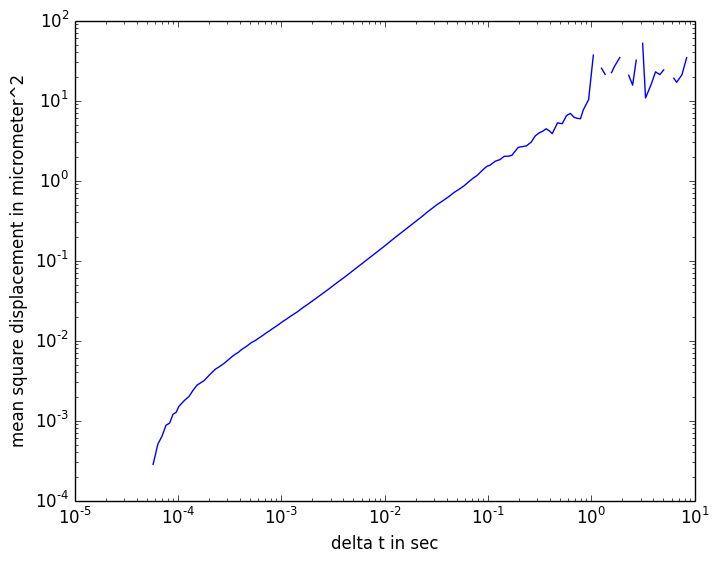 10^2
10^1
10^0
10^-1
10^-2
10^-3
10^-4
mean square displacement in micrometer^2
10^-5 10^-4 10^-3 10^-2 10^-1 10^0 10^1
delta t in sec